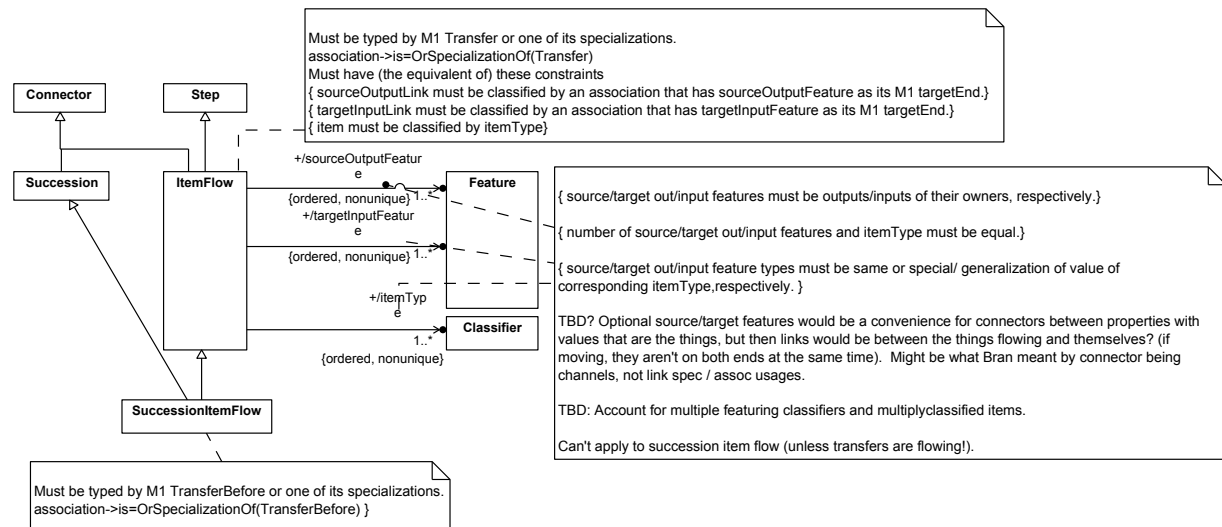 Must be typed by M1 Transfer or one of its specializations.
association->is=OrSpecializationOf(Transfer)
Must have (the equivalent of) these constraints
{ sourceOutputLink must be classified by an association that has sourceOutputFeature as its M1 targetEnd.}
{ targetInputLink must be classified by an association that has targetInputFeature as its M1 targetEnd.}
{ item must be classified by itemType}
Connector
Step
Succession
ItemFlow
+/sourceOutputFeatur
e
{ordered, nonunique}
1..*
+/targetInputFeatur
e
{ordered, nonunique}
1..*
+/itemTyp
e
1..*
{ordered, nonunique}
Feature
Classifier
{ source/target out/input features must be outputs/inputs of their owners, respectively.}
{ number of source/target out/input features and itemType must be equal.}
{ source/target out/input feature types must be same or special/ generalization of value of
corresponding itemType,respectively. }
TBD? Optional source/target features would be a convenience for connectors between properties with
values that are the things, but then links would be between the things flowing and themselves? (if
moving, they aren't on both ends at the same time).  Might be what Bran meant by connector being
channels, not link spec / assoc usages.
TBD: Account for multiple featuring classifiers and multiplyclassified items.
Can't apply to succession item flow (unless transfers are flowing!).
SuccessionItemFlow
Must be typed by M1 TransferBefore or one of its specializations.
association->is=OrSpecializationOf(TransferBefore) }